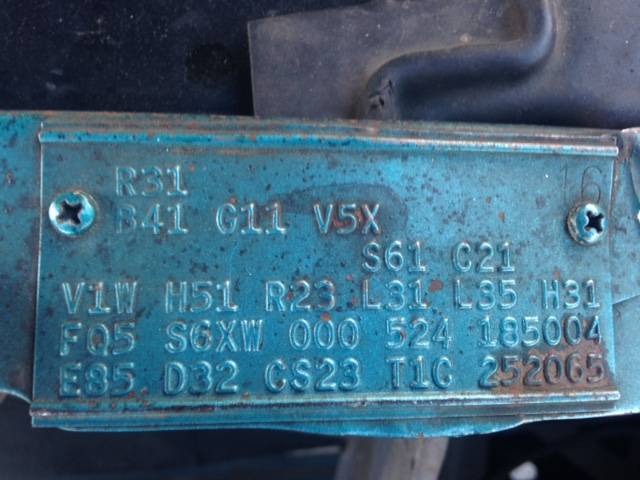 R31 16
B41 G11 V5X
S61 C21
V1W H51 R23 L31 L35 H31
FQ5 S6XW 000 524 185004
E85 D32 CS23 T1C 252065